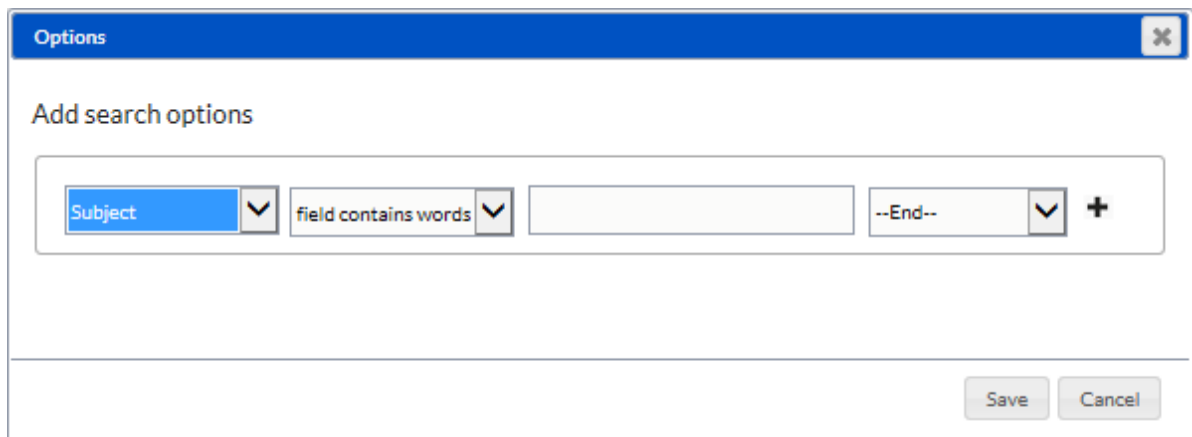 Options
Add search options
Subject field contains words --End--
Save Cancel